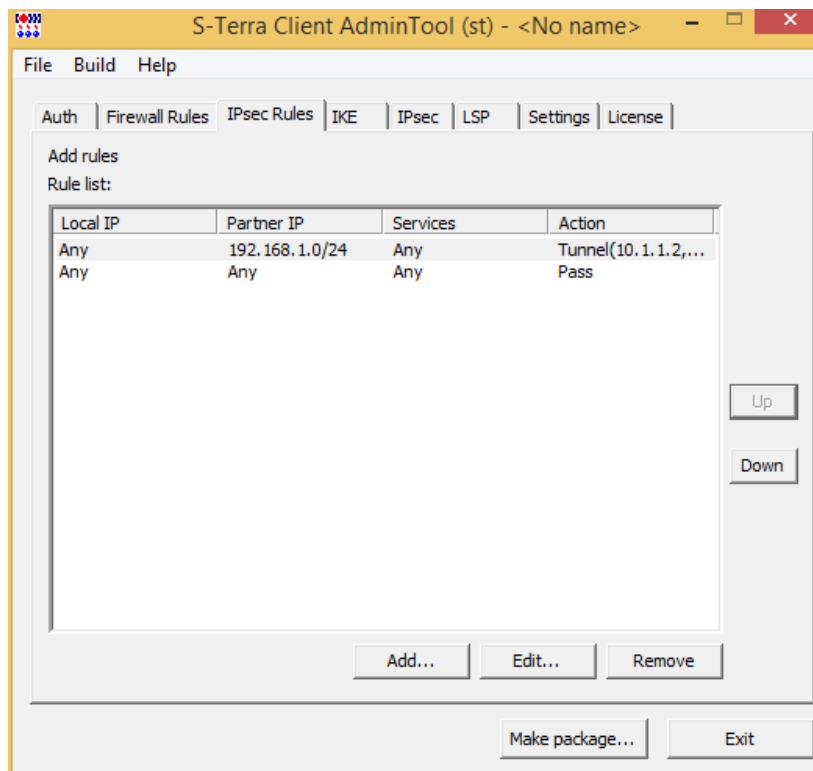 S-Terra Client AdminTool (st) - <No name>
File Build Help
Auth Firewall Rules IPsec Rules IKE IPsec LSP Settings License
Add rules
Rule list:
Local IP Partner IP Services Action
Any 192.168.1.0/24 Any Tunnel(10.1.1.2,...
Any Any Any Pass
Up
Down
Add... Edit... Remove
Make package... Exit